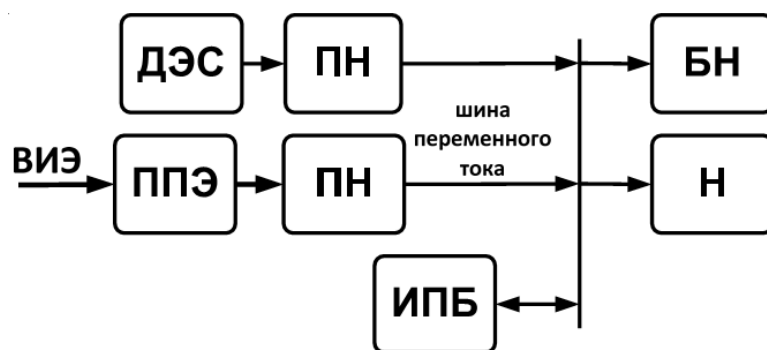 ДЭС
ПН
БН
шина
переменного
тока
ВИЭ
ППЭ
ПН
Н
ИПБ